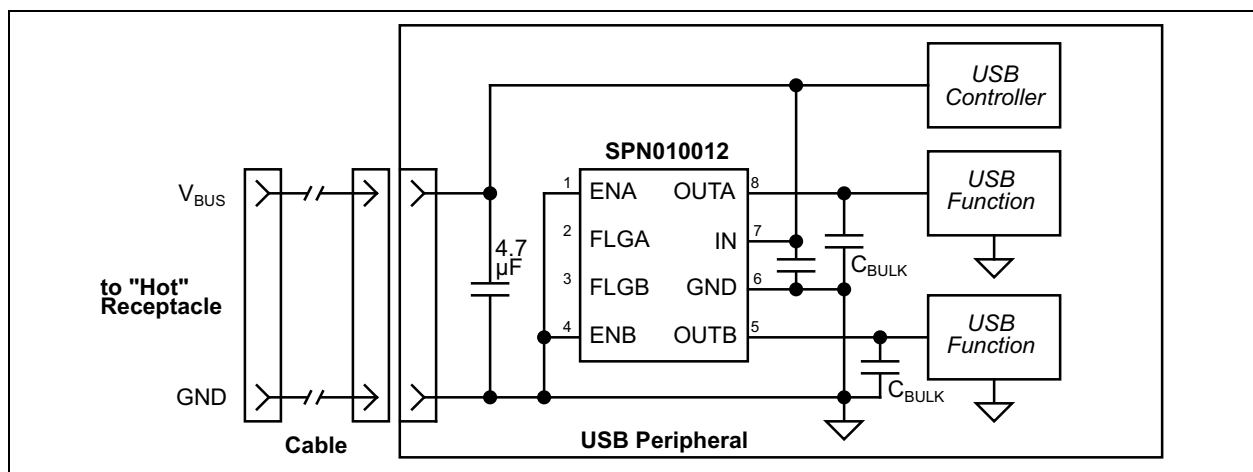 USB
Controller
SPN010012
VBUS
1
ENA
OUTA
8
USB
Function
2
FLGA
IN
7
4.7
µF
CBULK
to "Hot"
Receptacle
3
FLGB
GND
6
4
ENB
OUTB
5
USB
Function
CBULK
GND
Cable
USB Peripheral